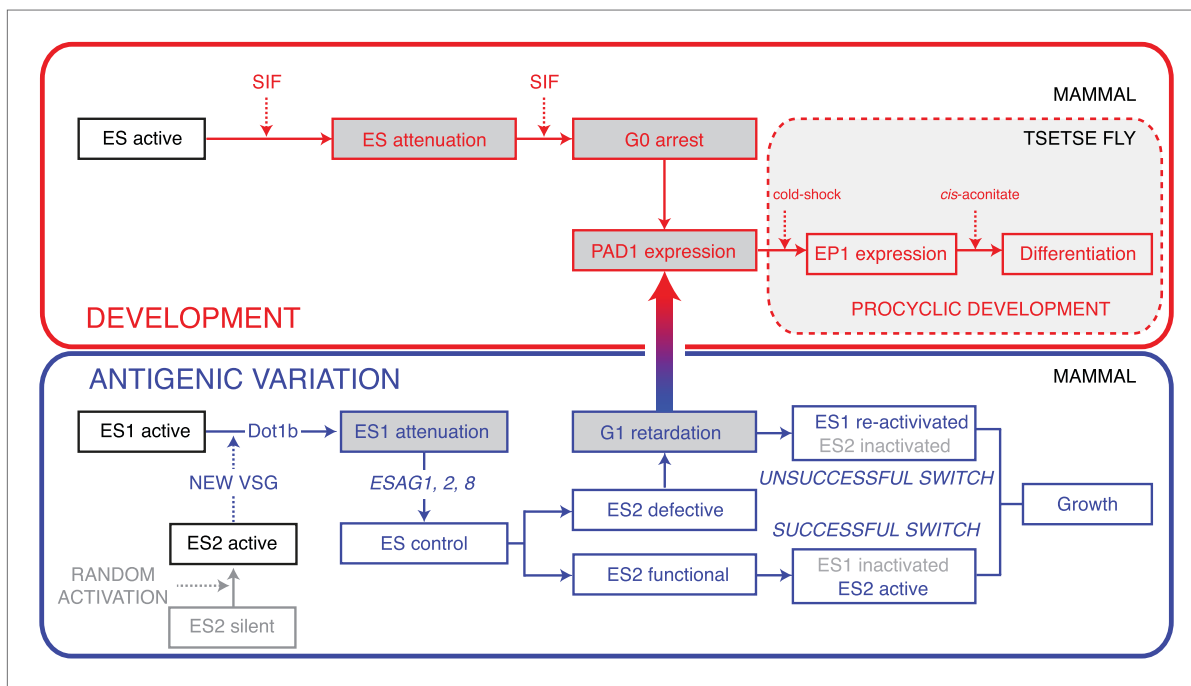 SIF
SIF
MAMMAL
ES active
ES attenuation
G0 arrest
TSETSE FLY
cold-shock
cis-aconitate
PAD1 expression
EP1 expression
Differentiation
DEVELOPMENT
PROCYCLIC DEVELOPMENT
ANTIGENIC VARIATION
MAMMAL
ES1 active
Dot1b
ES1 attenuation
G1 retardation
ES1 re-activivated
ES2 inactivated
NEW VSG
ESAG1, 2, 8
UNSUCCESSFUL SWITCH
ES2 defective
Growth
SUCCESSFUL SWITCH
ES2 active
ES control
RANDOM
ACTIVATION
ES2 functional
ES1 inactivated
ES2 active
ES2 silent